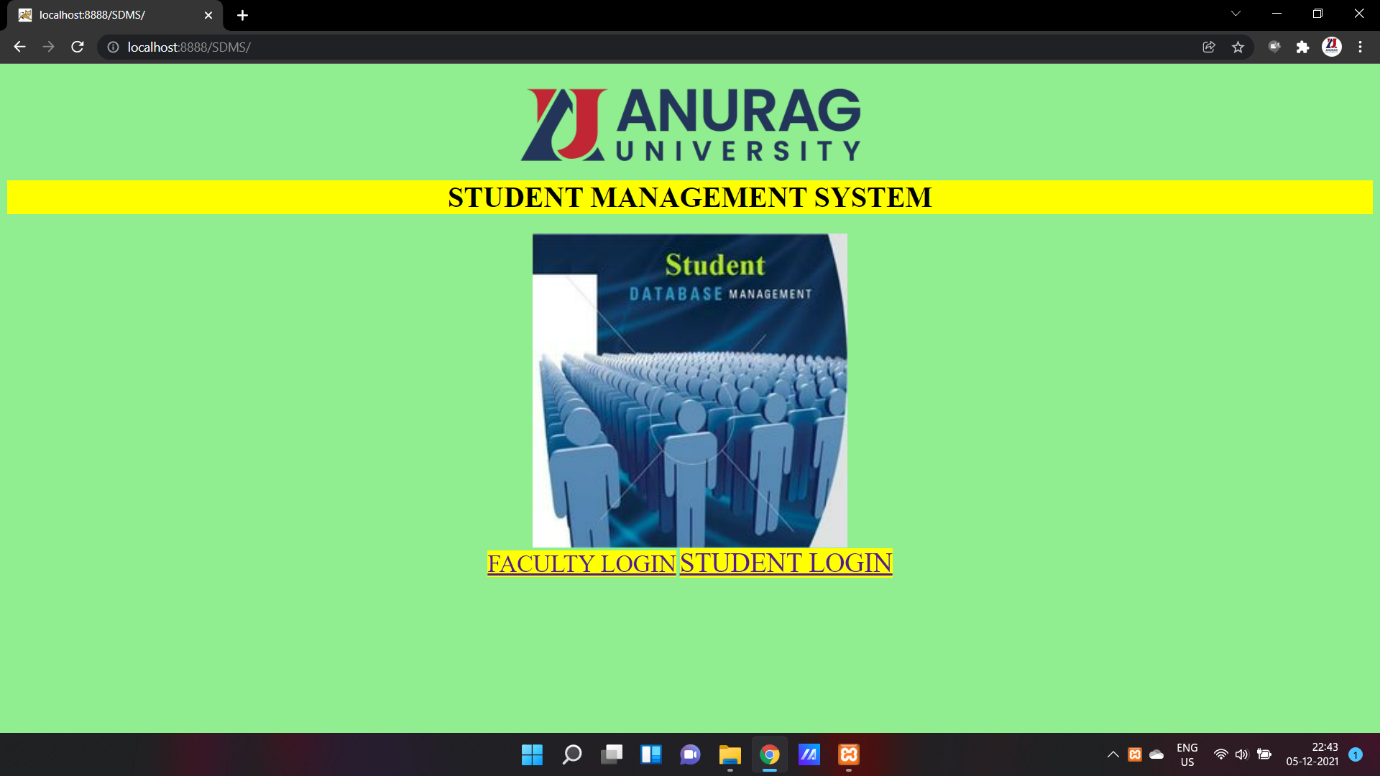 localhost:8888/SDMS/
localhost:8888/SDMS/
ANURAG
UNIVERSITY
STUDENT MANAGEMENT SYSTEM
Student
DATABASE MANAGEMENT
FACULTY LOGIN STUDENT LOGIN
ENG
US
22:43
05-12-2021
1